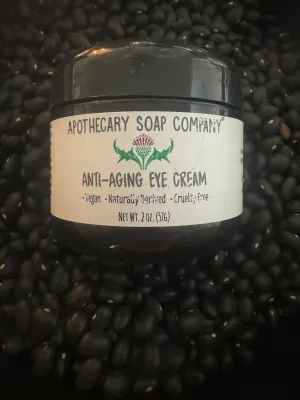 APOTHECARY SOAP COMPANY®
ANTI-AGING EYE CREAM
•Vegan •Naturally Derived •Cruelty Free
NET WT. 2 OZ. (57G)